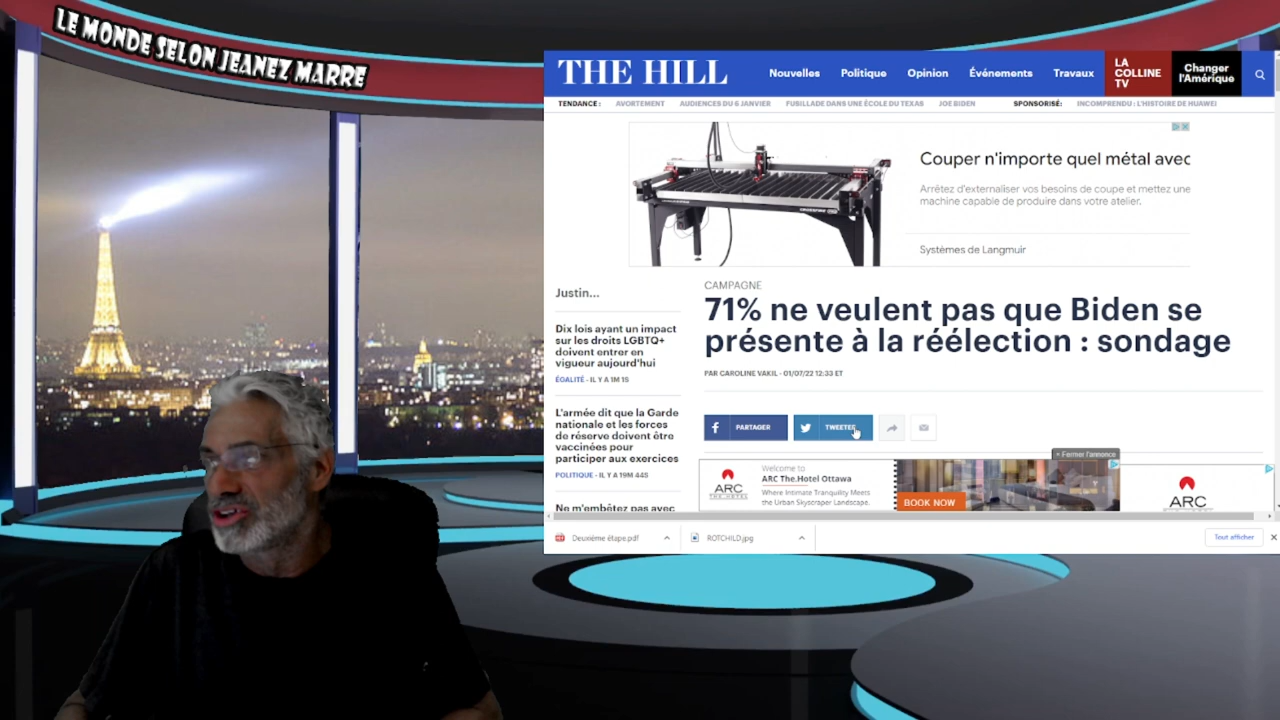 LE MONDE SELON JEANEZ MARRE
THE HILL
Nouvelles
Politique
Opinion
Événements
Travaux
LA
COLLINE
TV
Changer
l'Amérique
TENDANCE :
AVORTEMENT
AUDIENCES DU 6 JANVIER
FUSILLADE DANS UNE ÉCOLE DU TEXAS
JOE BIDEN
SPONSORISÉ:
INCOMPRENDU : L'HISTOIRE DE HUAWEI
Couper n'importe quel métal avec
Arrêtez d'externaliser vos besoins de coupe et mettez une
machine capable de produire dans votre atelier.
Systèmes de Langmuir
Justin...
Dix lois ayant un impact
sur les droits LGBTQ+
doivent entrer en
vigueur aujourd'hui
ÉGALITÉ - IL Y A 1M 1S
L'armée dit que la Garde
nationale et les forces
de réserve doivent être
vaccinées pour
participer aux exercices
POLITIQUE - IL Y A 19M 44S
Ne m'embêtez pas avec
CAMPAGNE
71% ne veulent pas que Biden se
présente à la réélection : sondage
PAR CAROLINE VAKIL - 01/07/22 12:33 ET
PARTAGER
TWEETER
× Fermer l'annonce
ARC
THE.HOTEL
Welcome to
ARC The.Hotel Ottawa
Where Intimate Tranquility Meets
the Urban Skyscraper Landscape.
BOOK NOW
ARC
Deuxième étape.pdf
ROTCHILD.jpg
Tout afficher